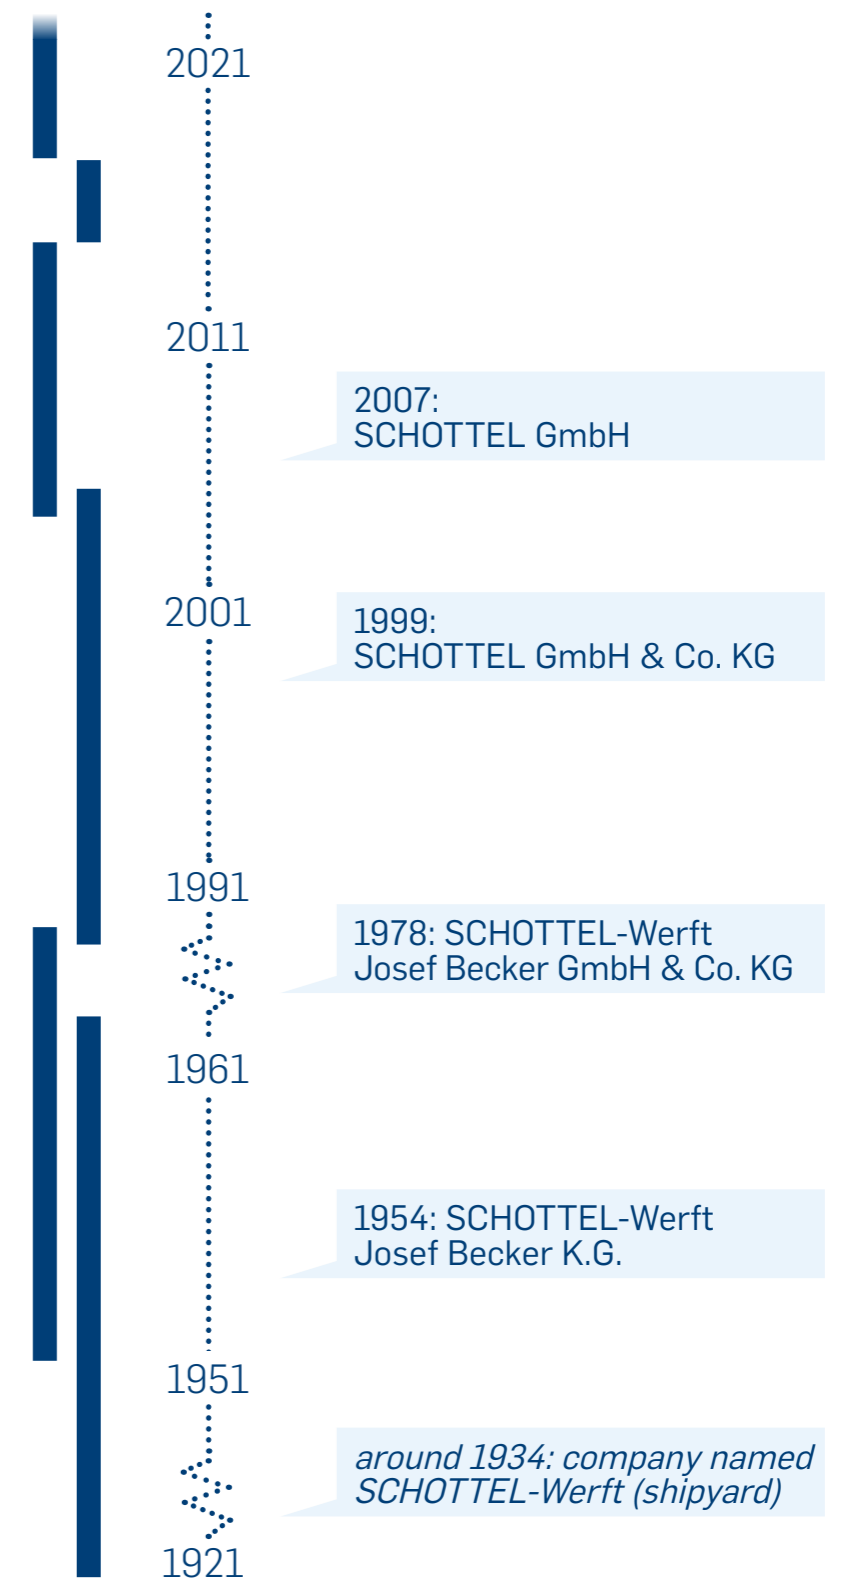 2021
2011
2007:
SCHOTTEL GmbH
2001
1999:
SCHOTTEL GmbH & Co. KG
1991
1978: SCHOTTEL-Werft
Josef Becker GmbH & Co. KG
1961
1954: SCHOTTEL-Werft
Josef Becker K.G.
1951
around 1934: company named
SCHOTTEL-Werft (shipyard)
1921